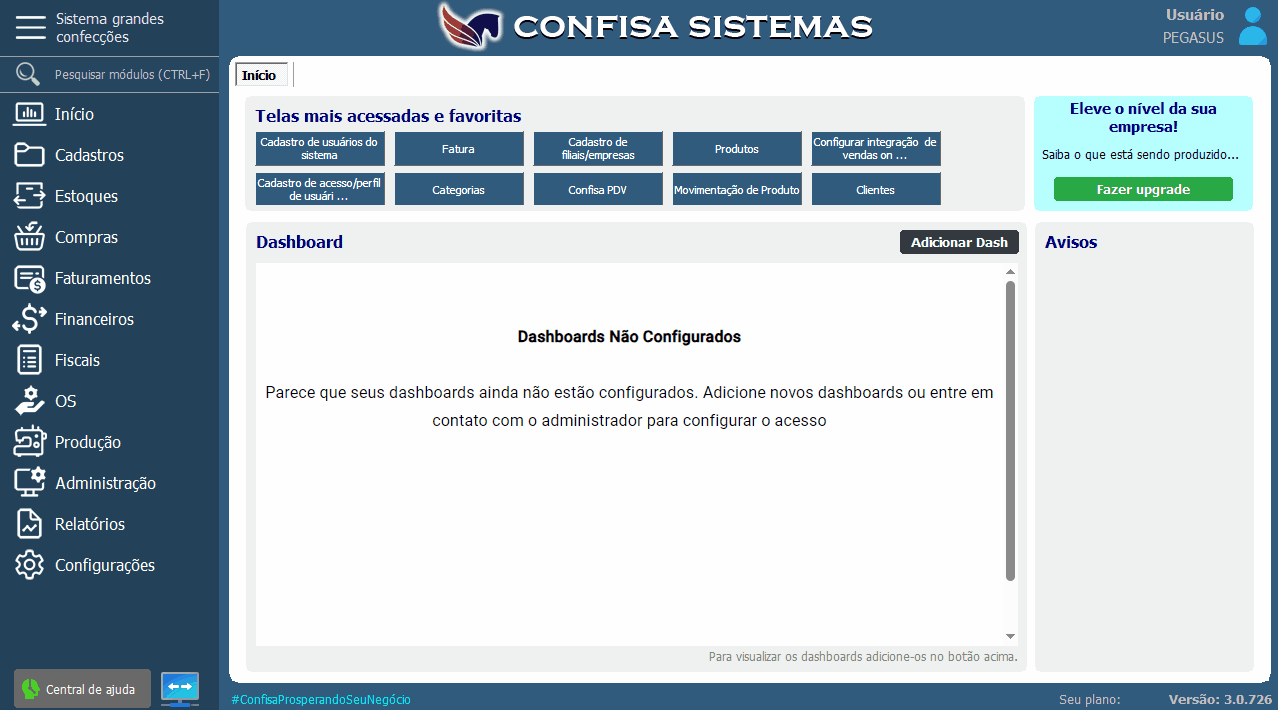 Sistema grandes
confecções
Pesquisar módulos (CTRL+F)
Início
Cadastros
Estoques
Compras
Faturamentos
Financeiros
Fiscais
OS
Produção
Administração
Relatórios
Configurações
Central de ajuda
CONFISA SISTEMAS
Usuário
PEGASUS
Início
Telas mais acessadas e favoritas
Cadastro de usuários do
sistema
Fatura
Cadastro de
filiais/empresas
Produtos
Configurar integração de
vendas on ...
Cadastro de acesso/perfil
de usuári ...
Categorias
Confisa PDV
Movimentação de Produto
Clientes
Eleve o nível da sua
empresa!
Saiba o que está sendo produzido...
Fazer upgrade
Dashboard
Adicionar Dash
Dashboards Não Configurados
Parece que seus dashboards ainda não estão configurados. Adicione novos dashboards ou entre em
contato com o administrador para configurar o acesso
Para visualizar os dashboards adicione-os no botão acima.
Avisos
#ConfisaProsperandoSeuNegócio
Seu plano:
Versão: 3.0.726